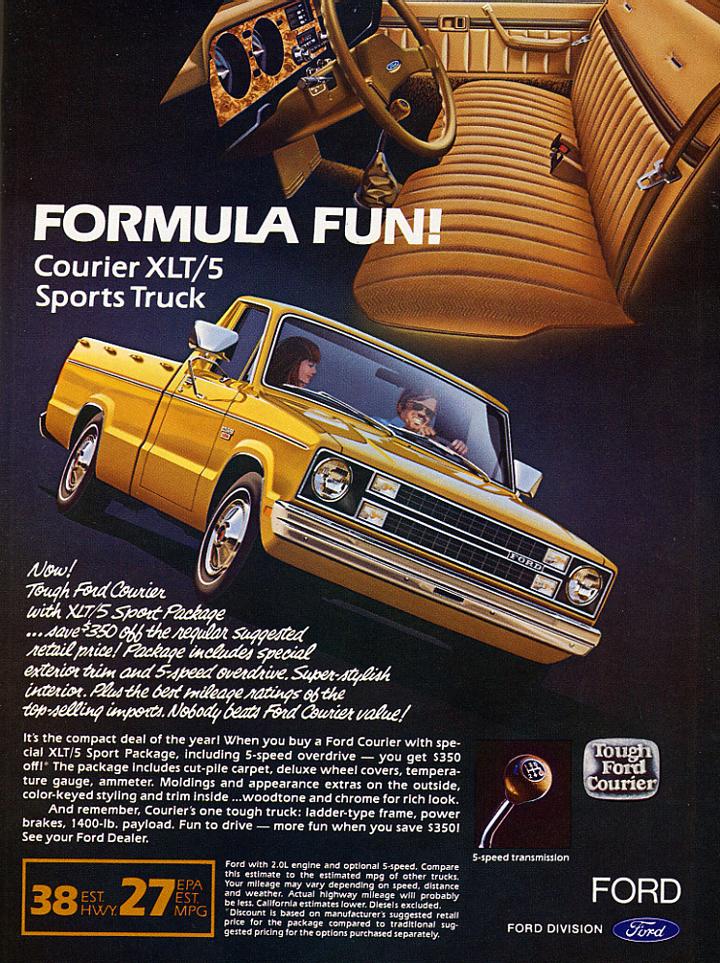 FORMULA FUN!
Courier XLT/5
Sports Truck
FORD
Now!
Tough Ford Courier
with XLT/5 Sport Package
...save $350 off the regular suggested
retail price! Package includes special
exterior trim and 5-speed overdrive. Super-stylish
interior. Plus the best mileage ratings of the
top-selling imports. Nobody beats Ford Courier value!
It's the compact deal of the year! When you buy a Ford Courier with spe-
cial XLT/5 Sport Package, including 5-speed overdrive — you get $350
off!* The package includes cut-pile carpet, deluxe wheel covers, tempera-
ture gauge, ammeter. Moldings and appearance extras on the outside,
color-keyed styling and trim inside ...woodtone and chrome for rich look.
And remember, Courier's one tough truck: ladder-type frame, power
brakes, 1400-lb. payload. Fun to drive — more fun when you save $350!
See your Ford Dealer.
5-speed transmission
Tough
Ford
Courier
38 EST. HWY. 27 EPA EST. MPG
Ford with 2.0L engine and optional 5-speed. Compare
this estimate to the estimated mpg of other trucks.
Your mileage may vary depending on speed, distance
and weather. Actual highway mileage will probably
be less. California estimates lower. Diesels excluded.
*Discount is based on manufacturer's suggested retail
price for the package compared to traditional sug-
gested pricing for the options purchased separately.
FORD
FORD DIVISION Ford